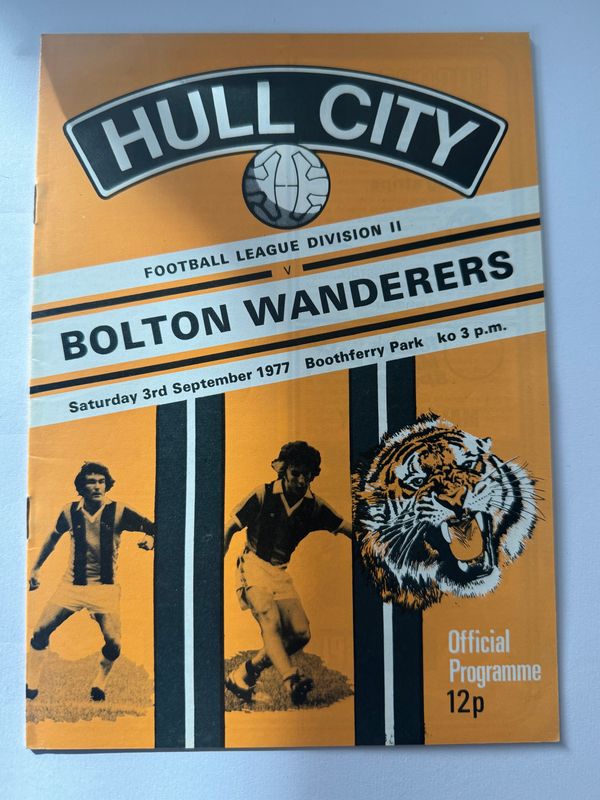 HULL CITY
FOOTBALL LEAGUE DIVISION II
v
BOLTON WANDERERS
Saturday 3rd September 1977 Boothferry Park ko 3 p.m.
Official
Programme
12p